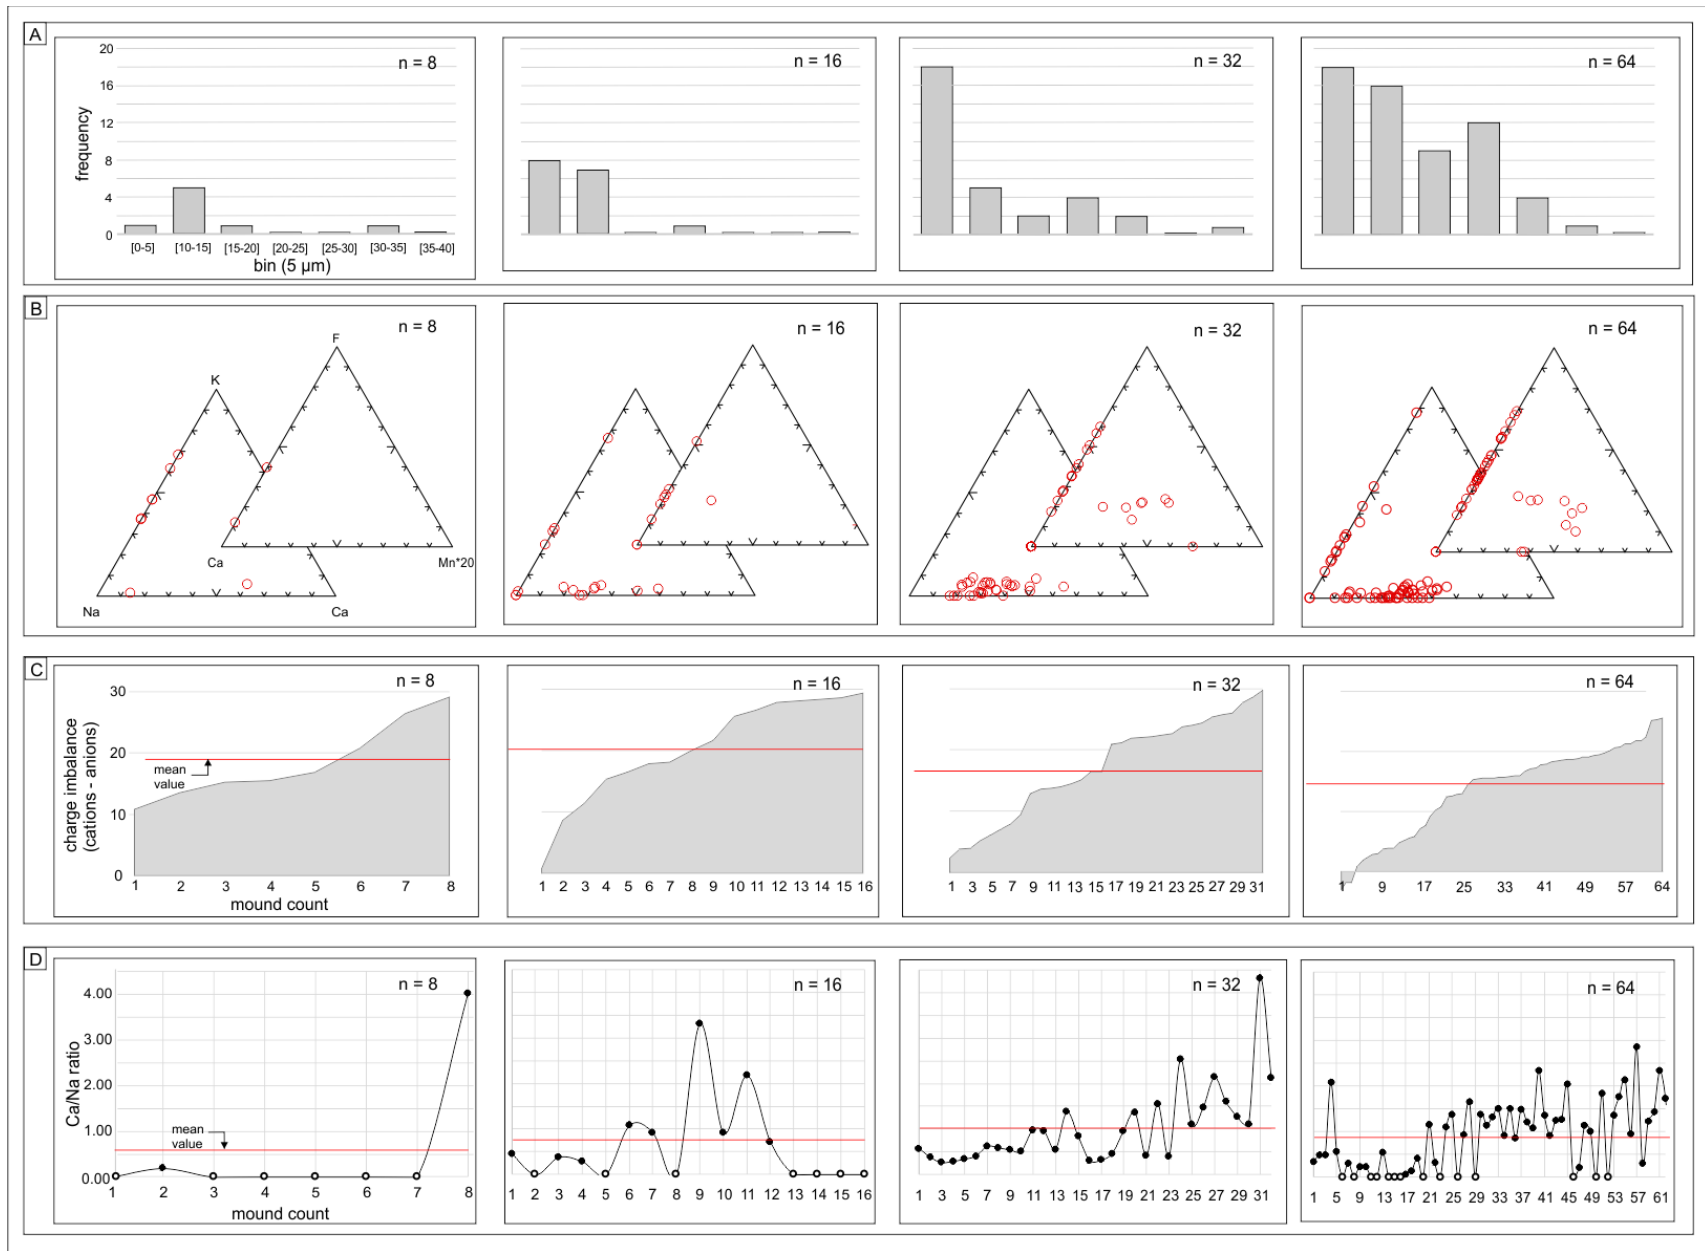 A
n = 8
n = 16
n = 32
n = 64
20
16
12
8
4
0
frequency
[0-5] [10-15] [15-20] [20-25] [25-30] [30-35] [35-40]
bin (5 µm)
B
n = 8
n = 16
n = 32
n = 64
F
K
Ca
Mn*20
Na
Ca
C
n = 8
n = 16
n = 32
n = 64
30
20
10
0
charge imbalance
(cations - anions)
mean
value
1 2 3 4 5 6 7 8
mound count
1 2 3 4 5 6 7 8 9 10 11 12 13 14 15 16
1 3 5 7 9 11 13 15 17 19 21 23 25 27 29 31
1 9 17 25 33 41 49 57 64
D
n = 8
n = 16
n = 32
n = 64
4.00
3.00
2.00
1.00
0.00
Ca/Na ratio
mean
value
1 2 3 4 5 6 7 8
mound count
1 2 3 4 5 6 7 8 9 10 11 12 13 14 15 16
1 3 5 7 9 11 13 15 17 19 21 23 25 27 29 31
1 5 9 13 17 21 25 29 33 37 41 45 49 53 57 61